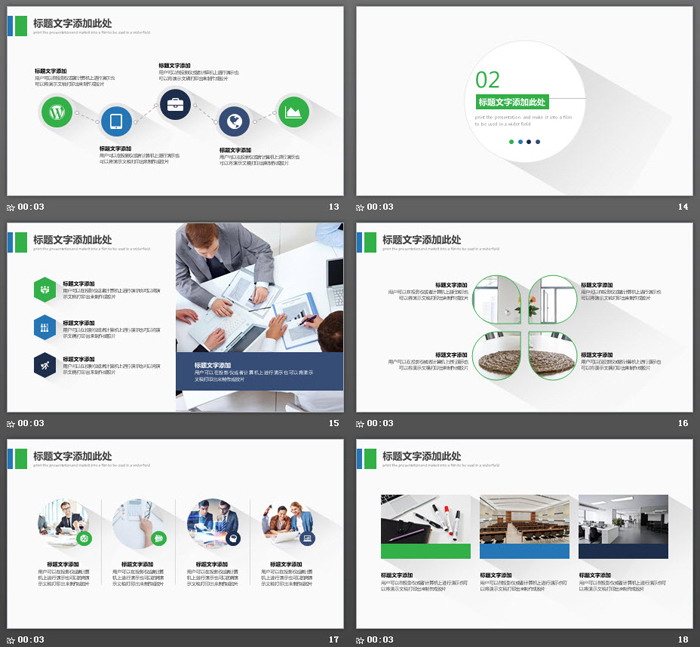 标题文字添加此处
print the presentation and make it into a film to be used in a wider field
标题文字添加
用户可以在投影仪或者计算机上进行演示也
可以将演示文稿打印出来制作成胶片
标题文字添加
用户可以在投影仪或者计算机上进行演示也
可以将演示文稿打印出来制作成胶片
标题文字添加
用户可以在投影仪或者计算机上进行演示也
可以将演示文稿打印出来制作成胶片
标题文字添加
用户可以在投影仪或者计算机上进行演示也
可以将演示文稿打印出来制作成胶片
00:03
13
02
标题文字添加此处
print the presentation and make it into a film
to be used in a wider field
00:03
14
标题文字添加此处
print the presentation and make it into a film to be used in a wider field
标题文字添加
用户可以在投影仪或者计算机上进行演示也可以将演
示文稿打印出来制作成胶片
标题文字添加
用户可以在投影仪或者计算机上进行演示也可以将演
示文稿打印出来制作成胶片
标题文字添加
用户可以在投影仪或者计算机上进行演示也可以将演
示文稿打印出来制作成胶片
标题文字添加
用户可以在投影仪或者计算机上进行演示也可以将演示
文稿打印出来制作成胶片
00:03
15
标题文字添加此处
print the presentation and make it into a film to be used in a wider field
标题文字添加
用户可以在投影仪或者计算机上进行演示也
可以将演示文稿打印出来制作成胶片
标题文字添加
用户可以在投影仪或者计算机上进行演示也
可以将演示文稿打印出来制作成胶片
标题文字添加
用户可以在投影仪或者计算机上进行演示也
可以将演示文稿打印出来制作成胶片
标题文字添加
用户可以在投影仪或者计算机上进行演示也
可以将演示文稿打印出来制作成胶片
00:03
16
标题文字添加此处
print the presentation and make it into a film to be used in a wider field
标题文字添加
用户可以在投影仪或者计算
机上进行演示也可以将演示
文稿打印出来制作成胶片
标题文字添加
用户可以在投影仪或者计算
机上进行演示也可以将演示
文稿打印出来制作成胶片
标题文字添加
用户可以在投影仪或者计算
机上进行演示也可以将演示
文稿打印出来制作成胶片
标题文字添加
用户可以在投影仪或者计算
机上进行演示也可以将演示
文稿打印出来制作成胶片
00:03
17
标题文字添加此处
print the presentation and make it into a film to be used in a wider field
标题文字添加
用户可以在投影仪或者计算机上进行演示也可
以将演示文稿打印出来制作成胶片
标题文字添加
用户可以在投影仪或者计算机上进行演示也可
以将演示文稿打印出来制作成胶片
标题文字添加
用户可以在投影仪或者计算机上进行演示也可
以将演示文稿打印出来制作成胶片
00:03
18